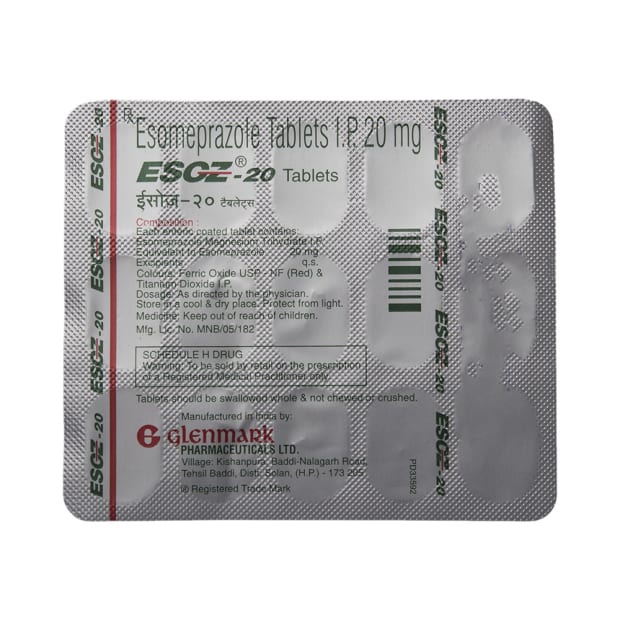 Rx
Esomeprazole Tablets I.P. 20 mg
ESOZ®-20 Tablets
ईसोज़-२० टैबलेट्स
Composition :
Each enteric coated tablet contains:
Esomeprazole Magnesium Trihydrate I.P.
Equivalent to Esomeprazole 20 mg
Excipients q.s.
Colours: Ferric Oxide USP - NF (Red) &
Titanium Dioxide I.P.
Dosage: As directed by the physician.
Store in a cool & dry place. Protect from light.
Medicine: Keep out of reach of children.
Mfg. Lic. No. MNB/05/182
SCHEDULE H DRUG
Warning: To be sold by retail on the prescription
of a Registered Medical Practitioner only.
Tablets should be swallowed whole & not chewed or crushed.
Manufactured in India by:
G GLENMARK
PHARMACEUTICALS LTD.
Village: Kishanpura, Baddi-Nalagarh Road,
Tehsil Baddi, Distt. Solan, (H.P.) - 173 205
® Registered Trade Mark
PD33592
ESOZ-20
ESOZ-20
ESOZ-20
ESOZ-20
ESOZ-20
ESOZ-20
ESOZ-20
ESOZ-20